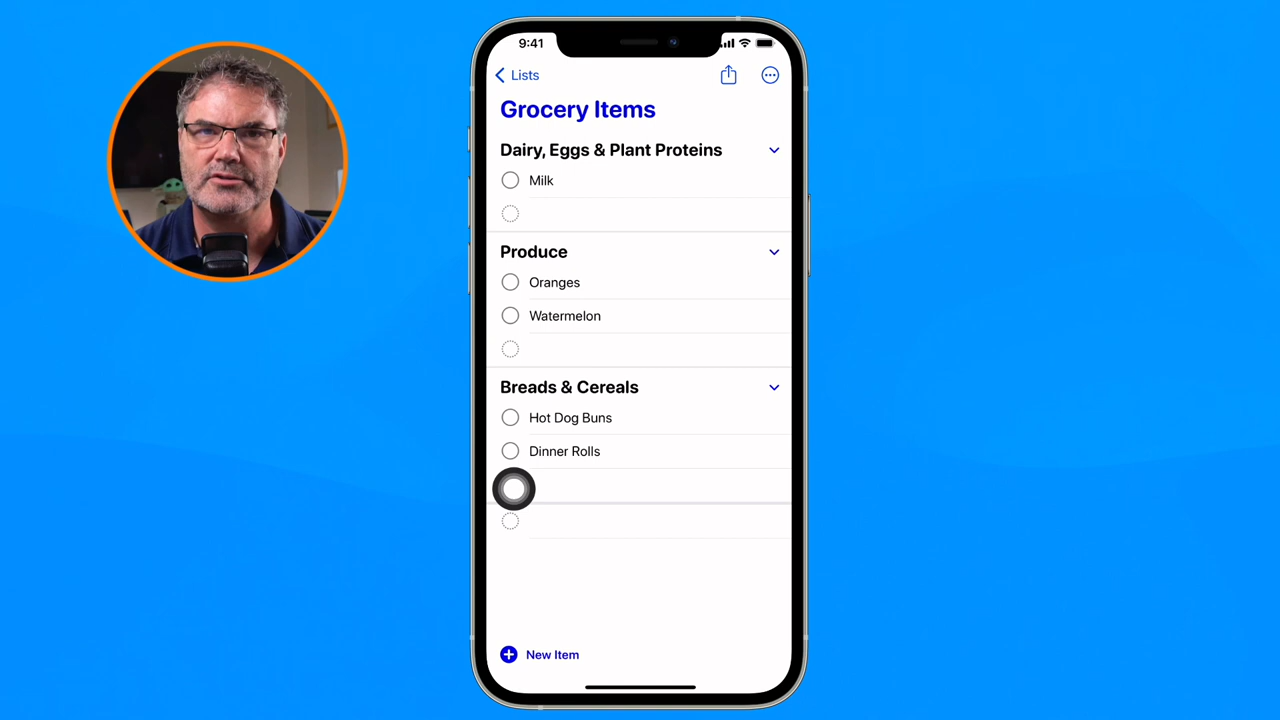 9:41
Lists
Grocery Items
Dairy, Eggs & Plant Proteins
Milk
Produce
Oranges
Watermelon
Breads & Cereals
Hot Dog Buns
Dinner Rolls
New Item